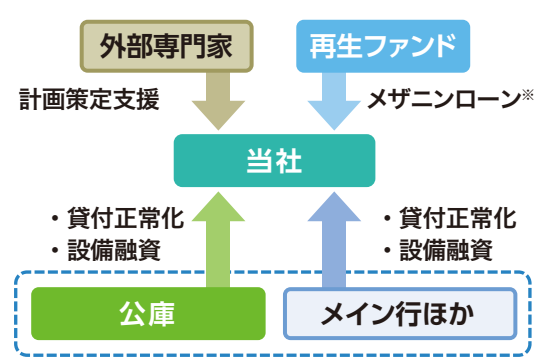 外部専門家
再生ファンド
計画策定支援
メザニンローン※
当社
・貸付正常化
・設備融資
・貸付正常化
・設備融資
公庫
メイン行ほか